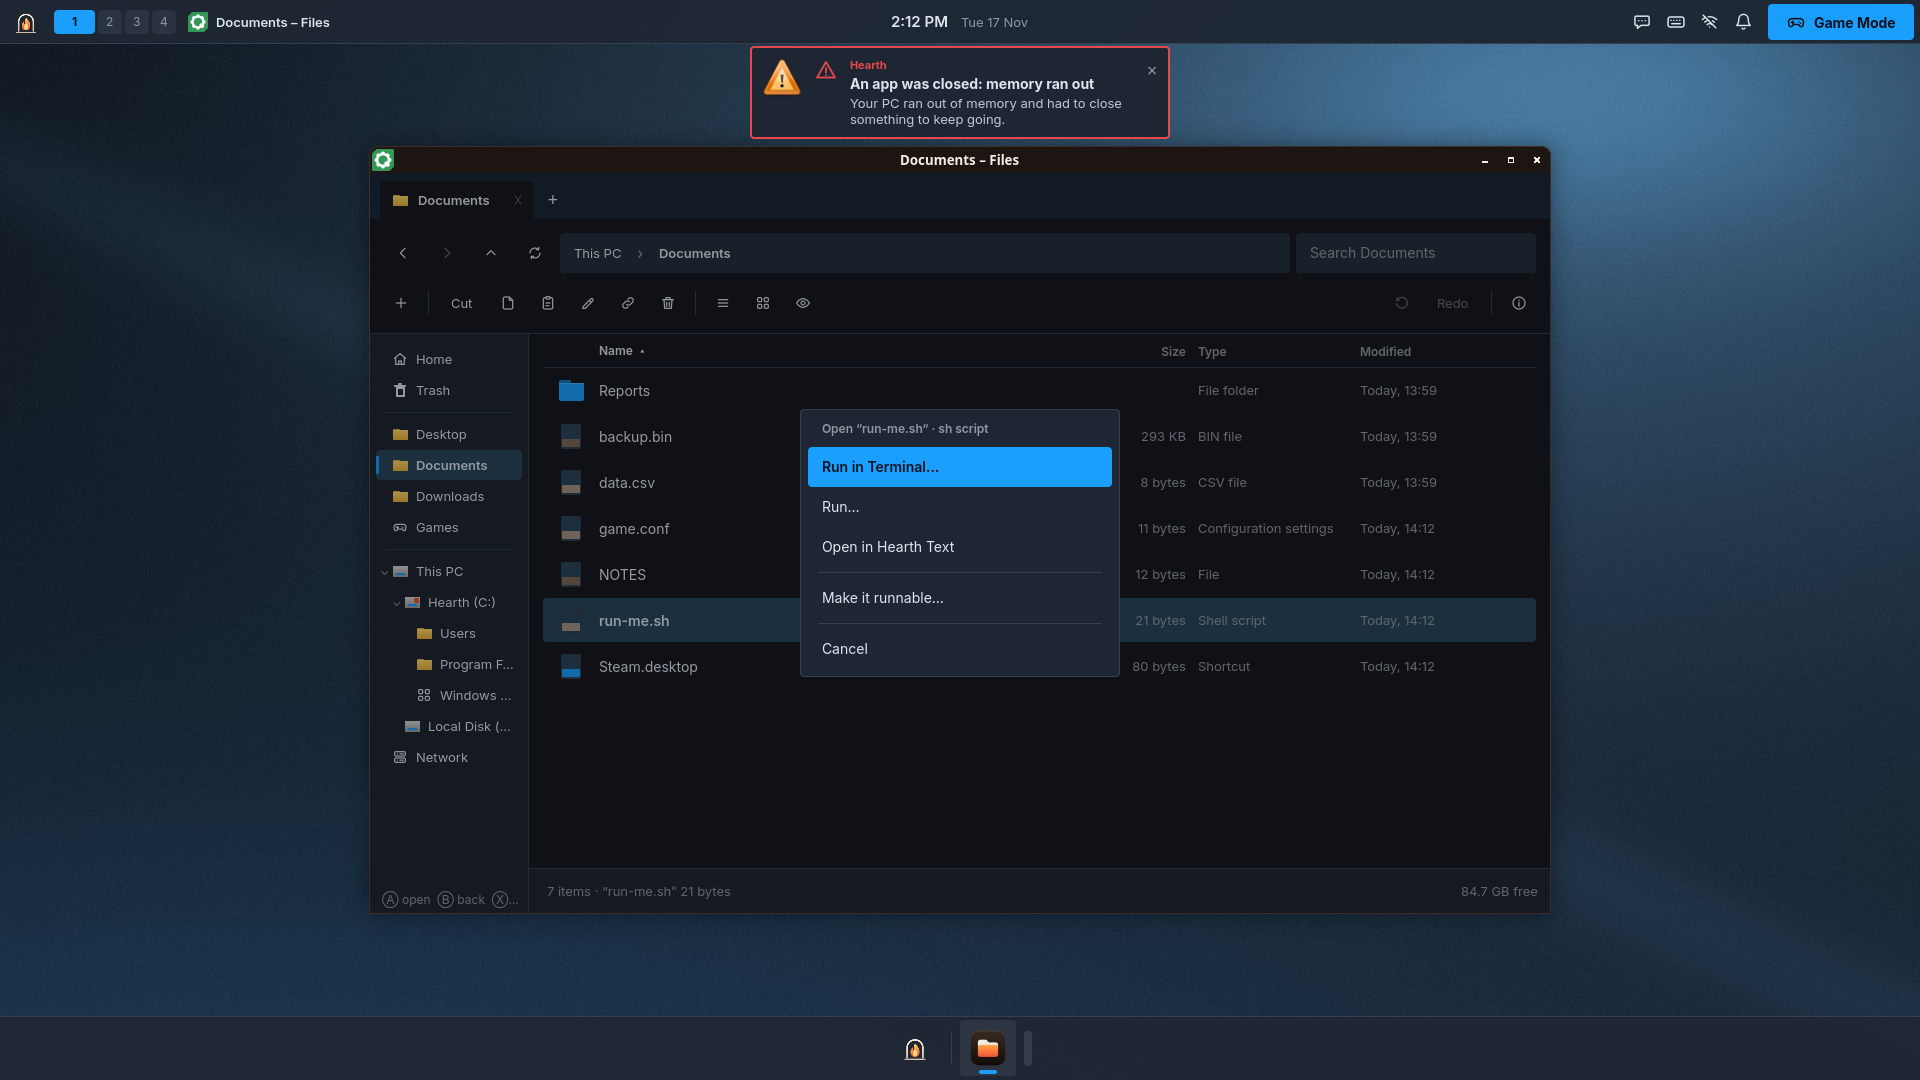 1 2 3 4 Documents – Files
2:12 PM Tue 17 Nov
Game Mode
Hearth
An app was closed: memory ran out
Your PC ran out of memory and had to close
something to keep going.
Documents – Files
Documents
This PC › Documents
Search Documents
Cut
Redo
Home
Trash
Desktop
Documents
Downloads
Games
This PC
Hearth (C:)
Users
Program F...
Windows ...
Local Disk (...
Network
A open B back X...
Name Size Type Modified
Reports File folder Today, 13:59
backup.bin 293 KB BIN file Today, 13:59
data.csv 8 bytes CSV file Today, 13:59
game.conf 11 bytes Configuration settings Today, 14:12
NOTES 12 bytes File Today, 14:12
run-me.sh 21 bytes Shell script Today, 14:12
Steam.desktop 80 bytes Shortcut Today, 14:12
Open “run-me.sh” · sh script
Run in Terminal...
Run...
Open in Hearth Text
Make it runnable...
Cancel
7 items · “run-me.sh” 21 bytes
84.7 GB free